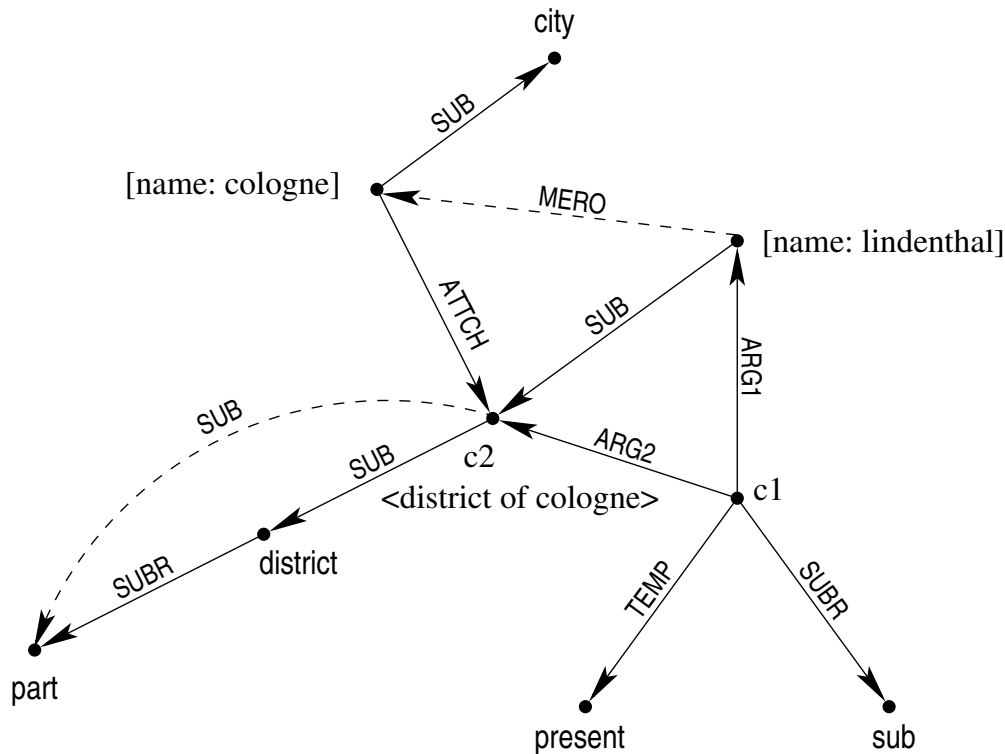 city
SUB
[name: cologne]
MERO
[name: lindenthal]
ATTCH
SUB
ARG1
SUB
SUB
ARG2
c2
<district of cologne>
c1
district
SUBR
TEMP
SUBR
part
present
sub